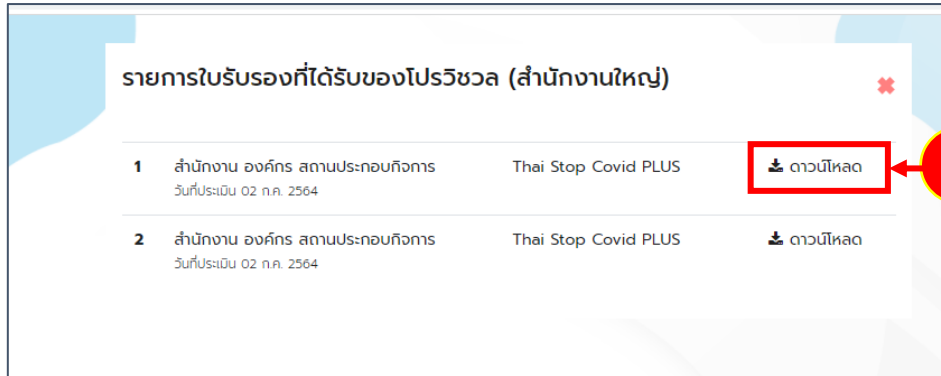 รายการใบรับรองที่ได้รับของโปรวิชวล (สำนักงานใหญ่)
1 สำนักงาน องค์กร สถานประกอบกิจการ Thai Stop Covid PLUS ดาวน์โหลด
วันที่ประเมิน 02 ก.ค. 2564
2 สำนักงาน องค์กร สถานประกอบกิจการ Thai Stop Covid PLUS ดาวน์โหลด
วันที่ประเมิน 02 ก.ค. 2564